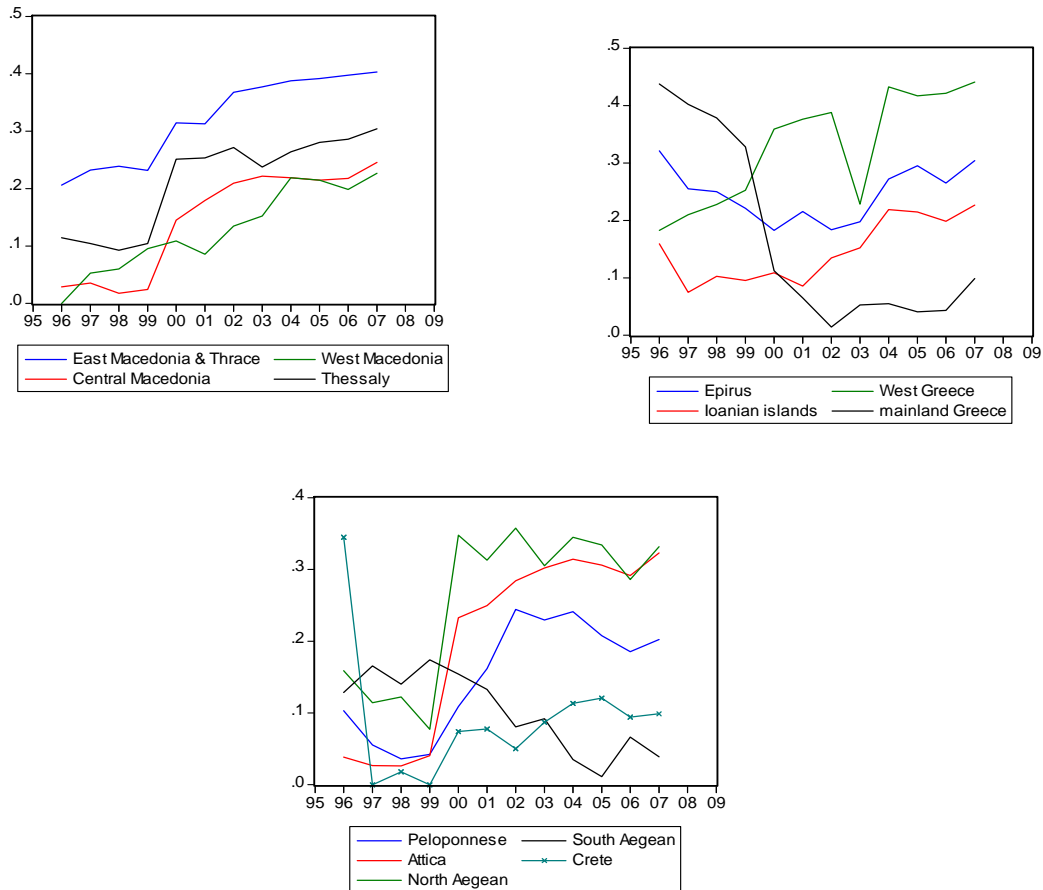 .5
.4
.3
.2
.1
.0
95 96 97 98 99 00 01 02 03 04 05 06 07 08 09
East Macedonia & Thrace West Macedonia
Central Macedonia Thessaly
.5
.4
.3
.2
.1
.0
95 96 97 98 99 00 01 02 03 04 05 06 07 08 09
Epirus West Greece
Ioanian islands mainland Greece
.4
.3
.2
.1
.0
95 96 97 98 99 00 01 02 03 04 05 06 07 08 09
Peloponnese South Aegean
Attica Crete
North Aegean